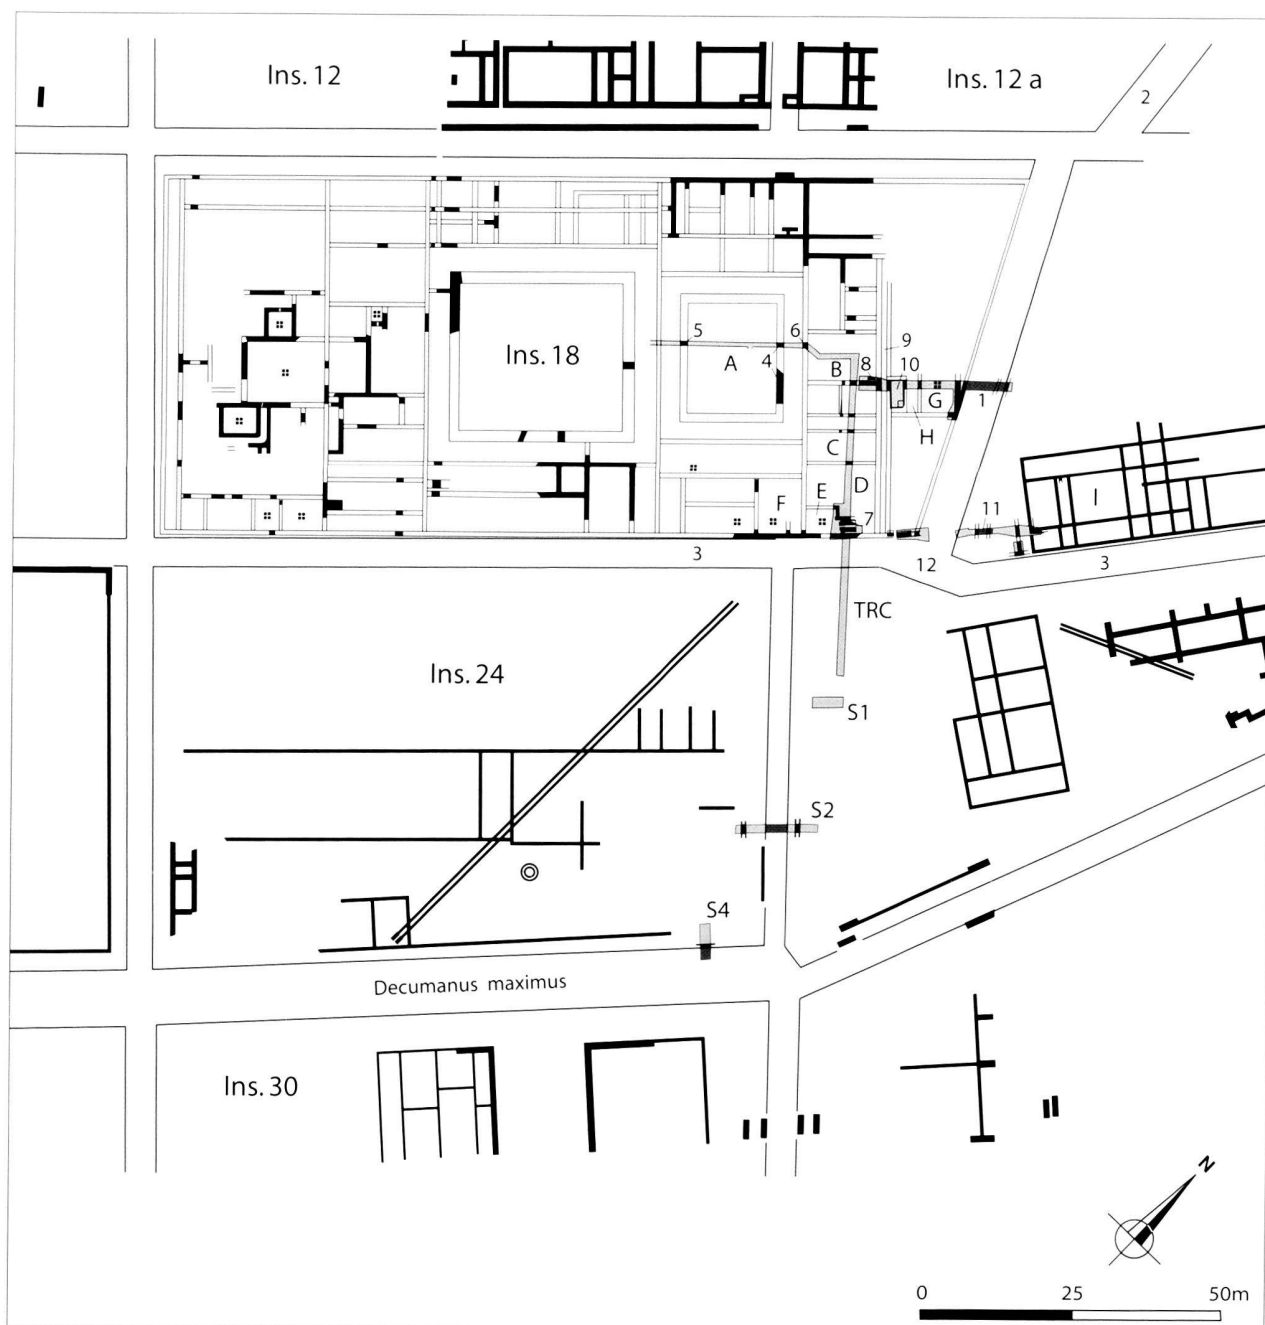 Ins. 12
Ins. 12 a
2
5
6
9
Ins. 18
A
4
B
8
10
G
1
H
C
D
E
F
7
I
11
3
12
3
TRC
Ins. 24
S1
S2
S4
Decumanus maximus
Ins. 30
N
0 25 50m